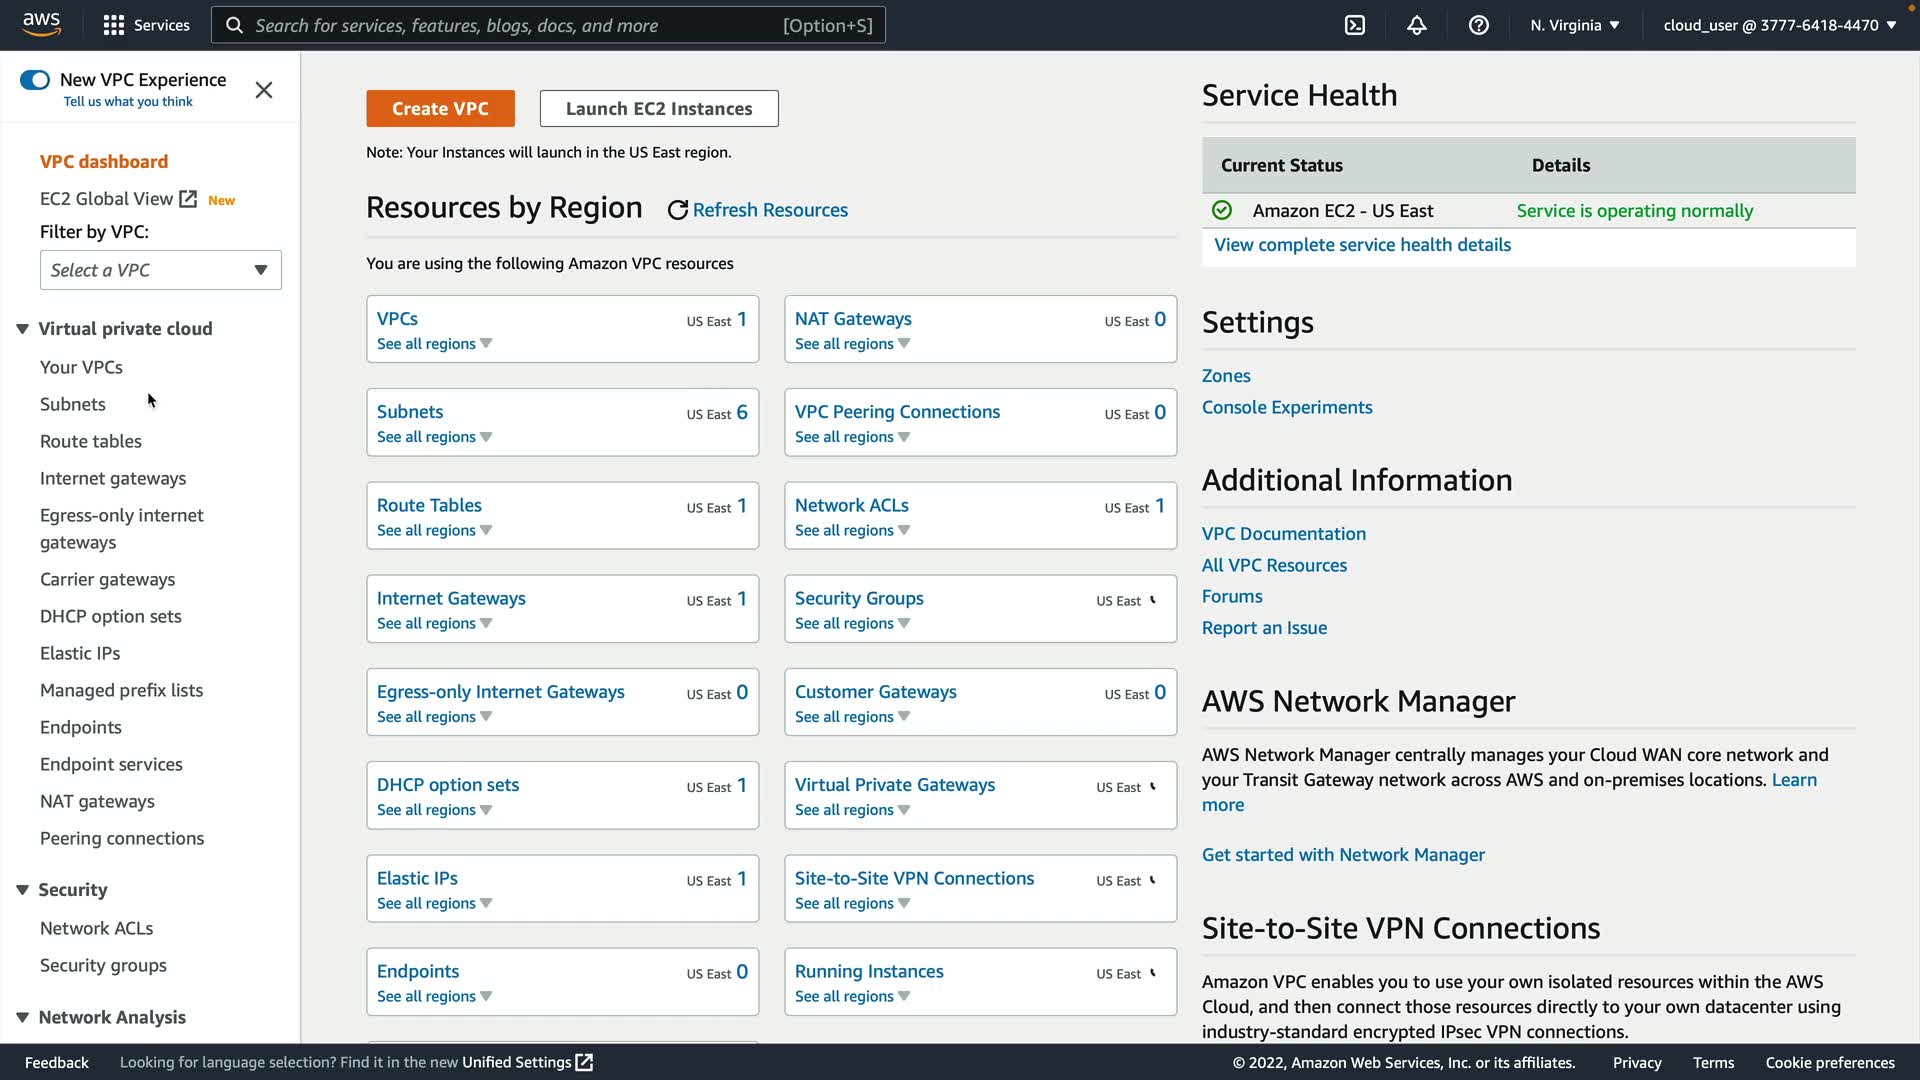 aws
Services
Search for services, features, blogs, docs, and more
[Option+S]
N. Virginia
cloud_user @ 3777-6418-4470
New VPC Experience
Tell us what you think
VPC dashboard
EC2 Global View New
Filter by VPC:
Select a VPC
Virtual private cloud
Your VPCs
Subnets
Route tables
Internet gateways
Egress-only internet
gateways
Carrier gateways
DHCP option sets
Elastic IPs
Managed prefix lists
Endpoints
Endpoint services
NAT gateways
Peering connections
Security
Network ACLs
Security groups
Network Analysis
Create VPC
Launch EC2 Instances
Note: Your Instances will launch in the US East region.
Resources by Region
Refresh Resources
You are using the following Amazon VPC resources
VPCs US East 1
See all regions
NAT Gateways US East 0
See all regions
Subnets US East 6
See all regions
VPC Peering Connections US East 0
See all regions
Route Tables US East 1
See all regions
Network ACLs US East 1
See all regions
Internet Gateways US East 1
See all regions
Security Groups US East
See all regions
Egress-only Internet Gateways US East 0
See all regions
Customer Gateways US East 0
See all regions
DHCP option sets US East 1
See all regions
Virtual Private Gateways US East
See all regions
Elastic IPs US East 1
See all regions
Site-to-Site VPN Connections US East
See all regions
Endpoints US East 0
See all regions
Running Instances US East
See all regions
Service Health
Current Status Details
Amazon EC2 - US East Service is operating normally
View complete service health details
Settings
Zones
Console Experiments
Additional Information
VPC Documentation
All VPC Resources
Forums
Report an Issue
AWS Network Manager
AWS Network Manager centrally manages your Cloud WAN core network and
your Transit Gateway network across AWS and on-premises locations. Learn
more
Get started with Network Manager
Site-to-Site VPN Connections
Amazon VPC enables you to use your own isolated resources within the AWS
Cloud, and then connect those resources directly to your own datacenter using
industry-standard encrypted IPsec VPN connections.
Feedback
Looking for language selection? Find it in the new Unified Settings
© 2022, Amazon Web Services, Inc. or its affiliates.
Privacy
Terms
Cookie preferences